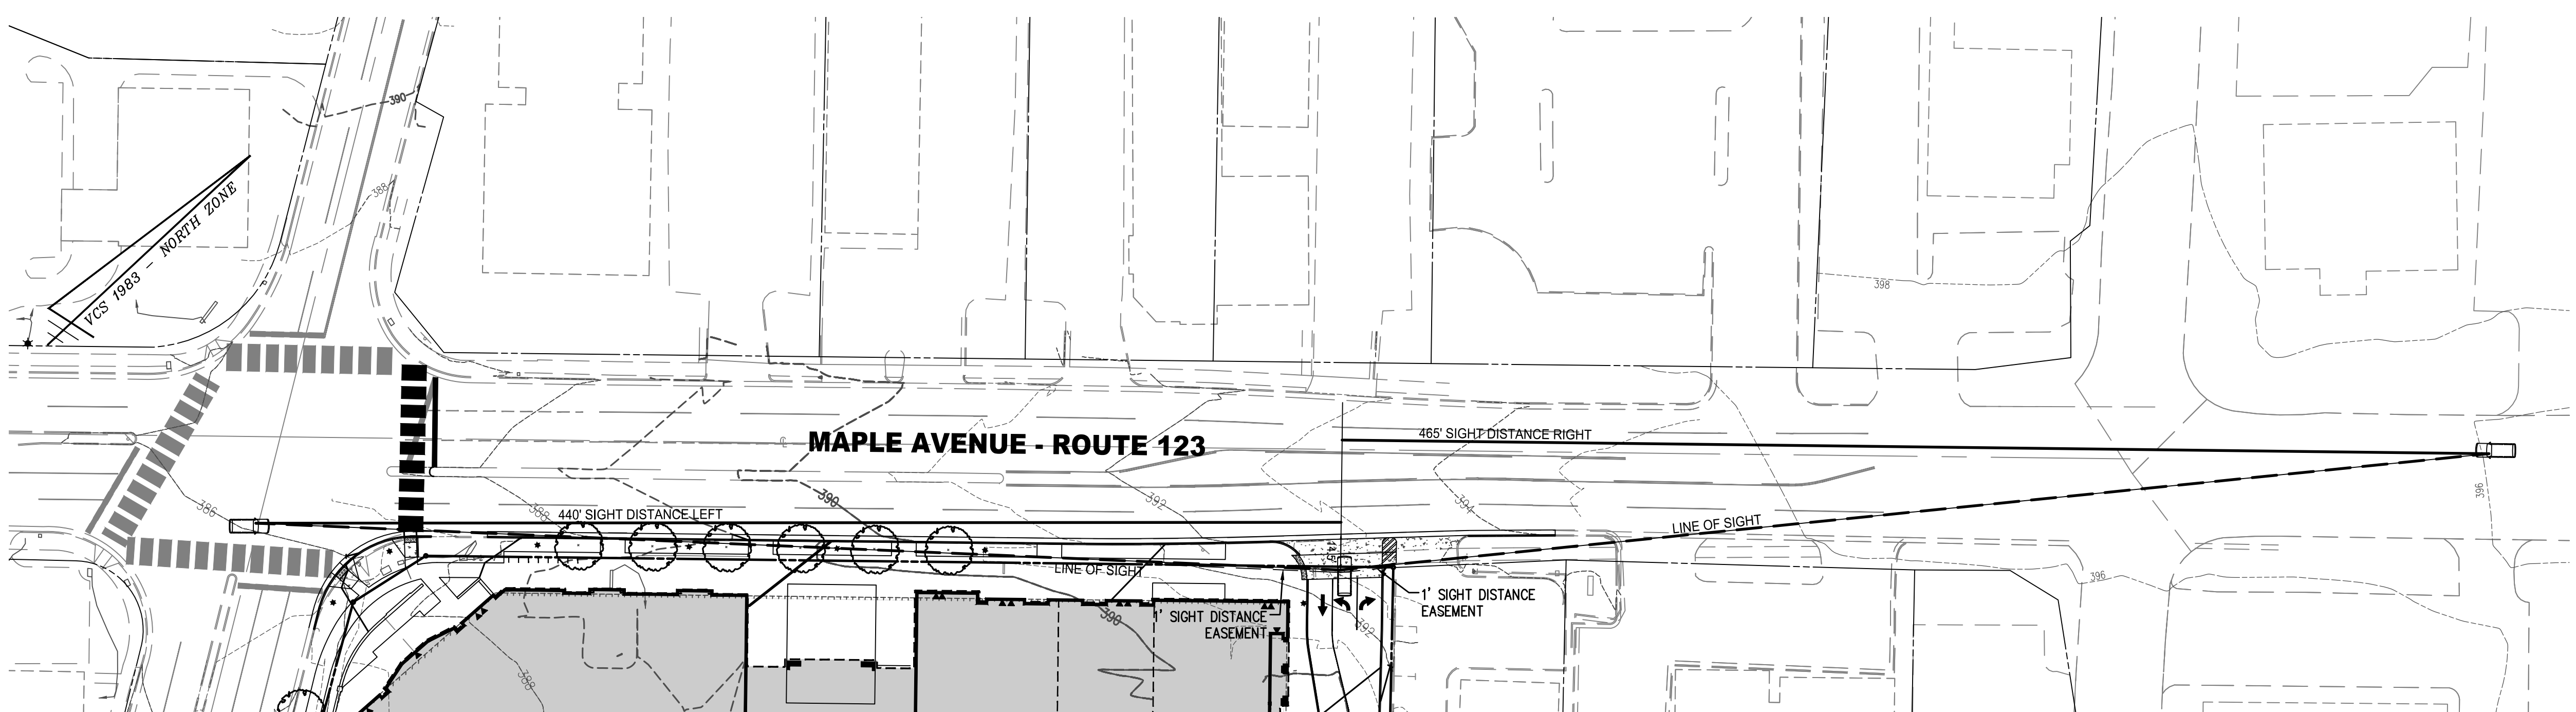 390
388
VCS 1983 - NORTH ZONE
398
MAPLE AVENUE - ROUTE 123
465' SIGHT DISTANCE RIGHT
386
388
390
392
394
396
440' SIGHT DISTANCE LEFT
LINE OF SIGHT
LINE OF SIGHT
396
1' SIGHT DISTANCE
EASEMENT
1' SIGHT DISTANCE
EASEMENT
390
392
388